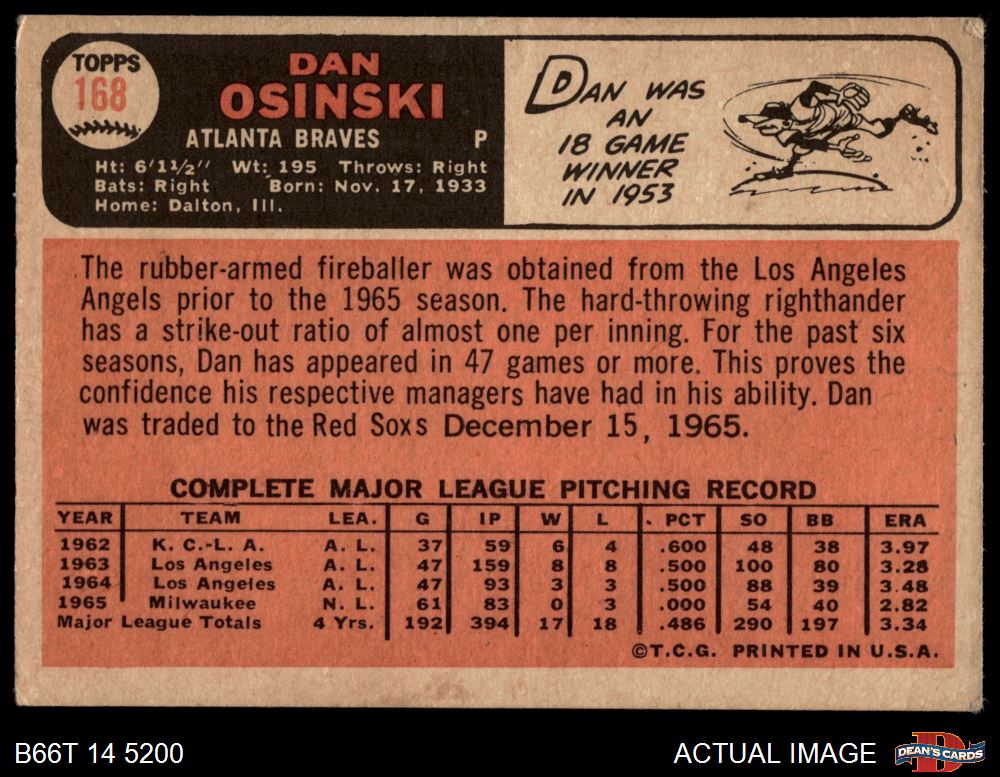 TOPPS
168
DAN
OSINSKI
ATLANTA BRAVES P
Ht: 6'1½" Wt: 195 Throws: Right
Bats: Right Born: Nov. 17, 1933
Home: Dalton, Ill.
DAN WAS
AN
18 GAME
WINNER
IN 1953
The rubber-armed fireballer was obtained from the Los Angeles
Angels prior to the 1965 season. The hard-throwing righthander
has a strike-out ratio of almost one per inning. For the past six
seasons, Dan has appeared in 47 games or more. This proves the
confidence his respective managers have had in his ability. Dan
was traded to the Red Soxs December 15, 1965.
COMPLETE MAJOR LEAGUE PITCHING RECORD
YEAR TEAM LEA. G IP W L PCT SO BB ERA
1962 K. C.-L. A. A. L. 37 59 6 4 .600 48 38 3.97
1963 Los Angeles A. L. 47 159 8 8 .500 100 80 3.28
1964 Los Angeles A. L. 47 93 3 3 .500 88 39 3.48
1965 Milwaukee N. L. 61 83 0 3 .000 54 40 2.82
Major League Totals 4 Yrs. 192 394 17 18 .486 290 197 3.34
©T.C.G. PRINTED IN U.S.A.
B66T 14 5200
ACTUAL IMAGE
DEAN'S CARDS